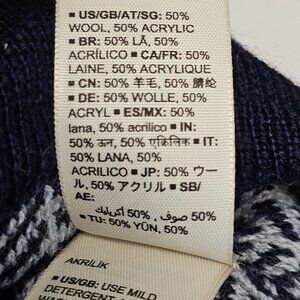 ▪ US/GB/AT/SG: 50%
WOOL, 50% ACRYLIC
▪ BR: 50% LÃ, 50%
ACRÍLICO ▪ CA/FR: 50%
LAINE, 50% ACRYLIQUE
▪ CN: 50% 羊毛, 50% 腈纶
▪ DE: 50% WOLLE, 50%
ACRYL ▪ ES/MX: 50%
lana, 50% acrílico ▪ IN:
50% ऊन, 50% एक्रिलिक ▪ IT:
50% LANA, 50%
ACRILICO ▪ JP: 50% ウー
ル, 50% アクリル ▪ SB/
AE:
50% صوف , 50% أكريليك
▪ TU: 50% YÜN, 50%
AKRİLİK
▪ US/GB: USE MILD
DETERGENT